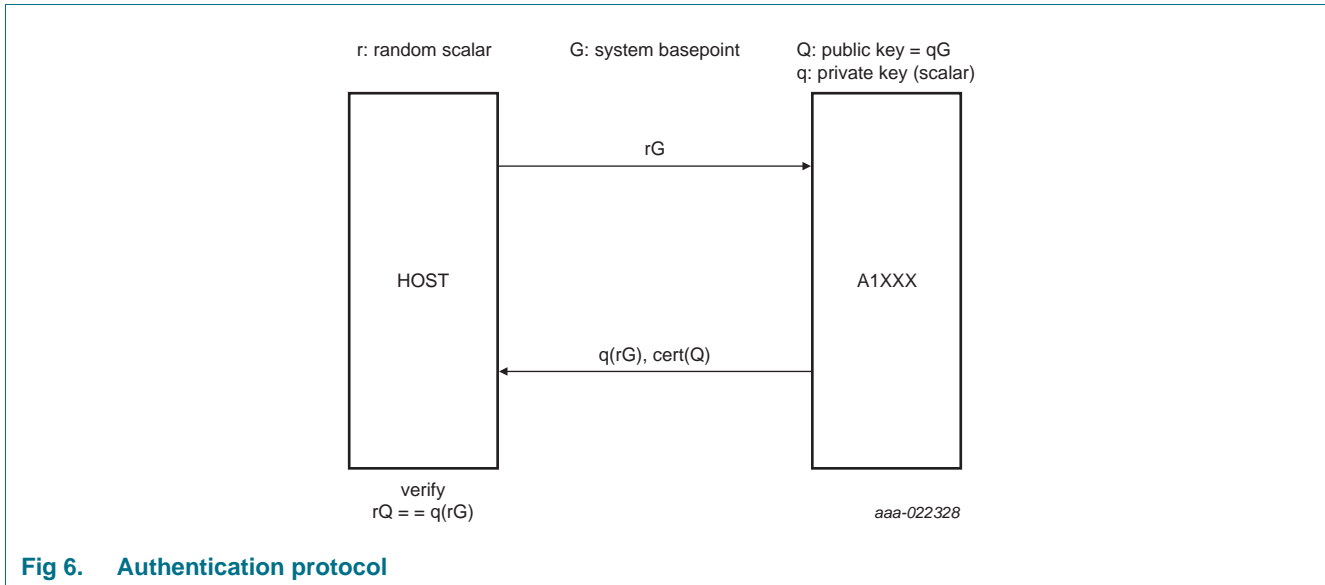 r: random scalar
G: system basepoint
Q: public key = qG
q: private key (scalar)
rG
HOST
A1XXX
q(rG), cert(Q)
verify
rQ = = q(rG)
aaa-022328
Fig 6. Authentication protocol